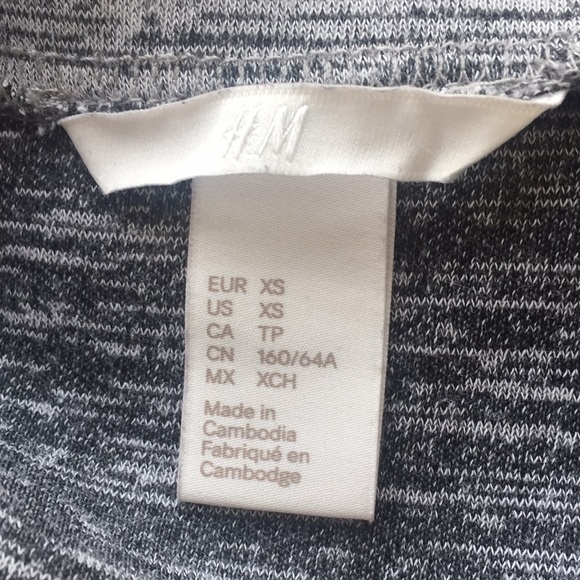 H&M
EUR XS
US XS
CA TP
CN 160/64A
MX XCH
Made in
Cambodia
Fabriqué en
Cambodge